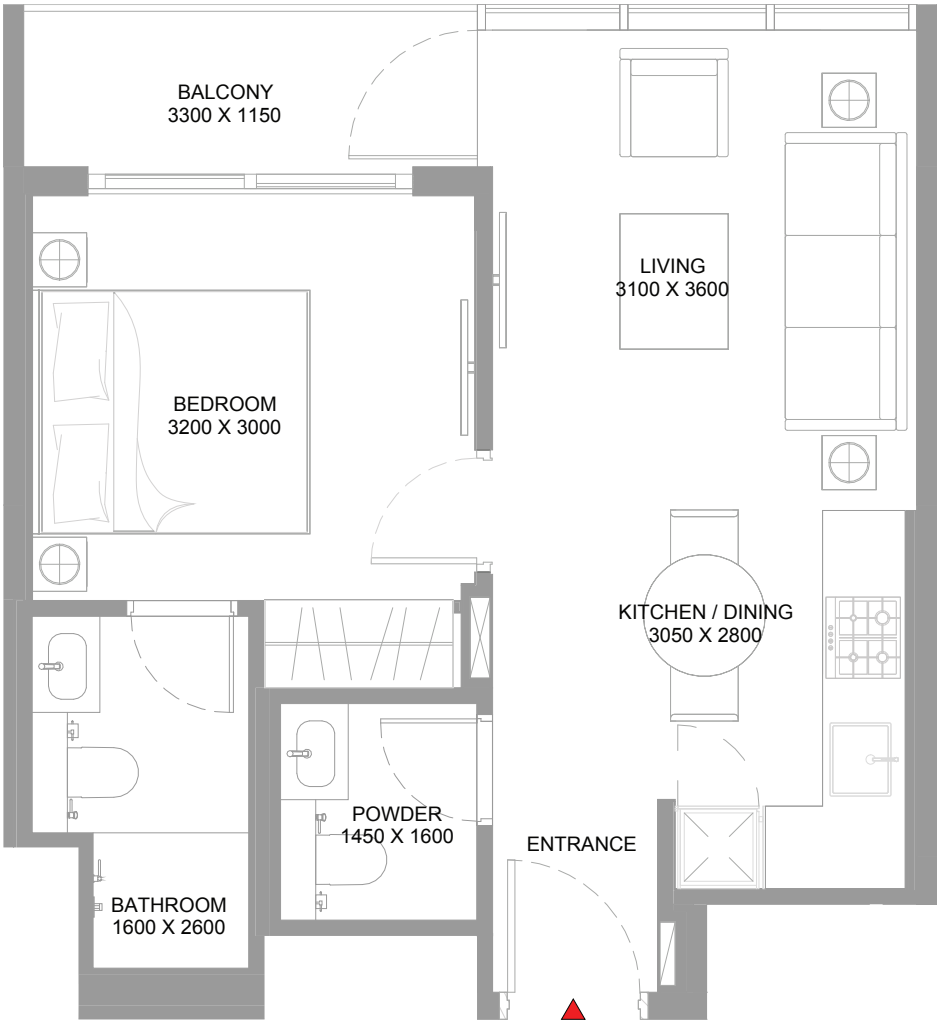 BALCONY
3300 X 1150
LIVING
3100 X 3600
BEDROOM
3200 X 3000
KITCHEN / DINING
3050 X 2800
POWDER
1450 X 1600
ENTRANCE
BATHROOM
1600 X 2600